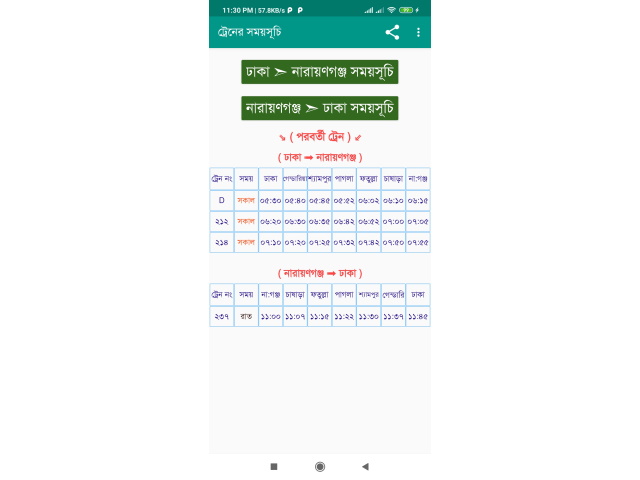 11:30 PM | 57.8KB/s
ট্রেনের সময়সূচি
ঢাকা ➣ নারায়ণগঞ্জ সময়সূচি
নারায়ণগঞ্জ ➣ ঢাকা সময়সূচি
( পরবর্তী ট্রেন )
( ঢাকা ➟ নারায়ণগঞ্জ )
ট্রেন নং সময় ঢাকা গেন্ডারিয়া শ্যামপুর পাগলা ফতুল্লা চাষাড়া না:গঞ্জ
D সকাল ০৫:৩০ ০৫:৪০ ০৫:৪৫ ০৫:৫২ ০৬:০২ ০৬:১০ ০৬:১৫
২১২ সকাল ০৬:২০ ০৬:৩০ ০৬:৩৫ ০৬:৪২ ০৬:৫২ ০৭:০০ ০৭:০৫
২১৪ সকাল ০৭:১০ ০৭:২০ ০৭:২৫ ০৭:৩২ ০৭:৪২ ০৭:৫০ ০৭:৫৫
( নারায়ণগঞ্জ ➟ ঢাকা )
ট্রেন নং সময় না:গঞ্জ চাষাড়া ফতুল্লা পাগলা শ্যামপুর গেন্ডারি ঢাকা
২৩৭ রাত ১১:০০ ১১:০৭ ১১:১৫ ১১:২২ ১১:৩০ ১১:৩৭ ১১:৪৫